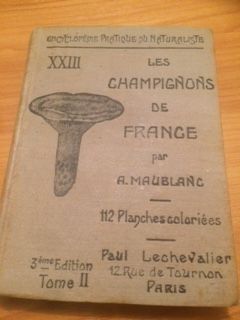 ENCYCLOPÉDIE PRATIQUE DU NATURALISTE
XXIII
LES
CHAMPIGNONS
DE
FRANCE
par
A. MAUBLANC
112 Planches coloriées
3ème Edition
Tome II
Paul Lechevalier
12. Rue de Tournon
PARIS